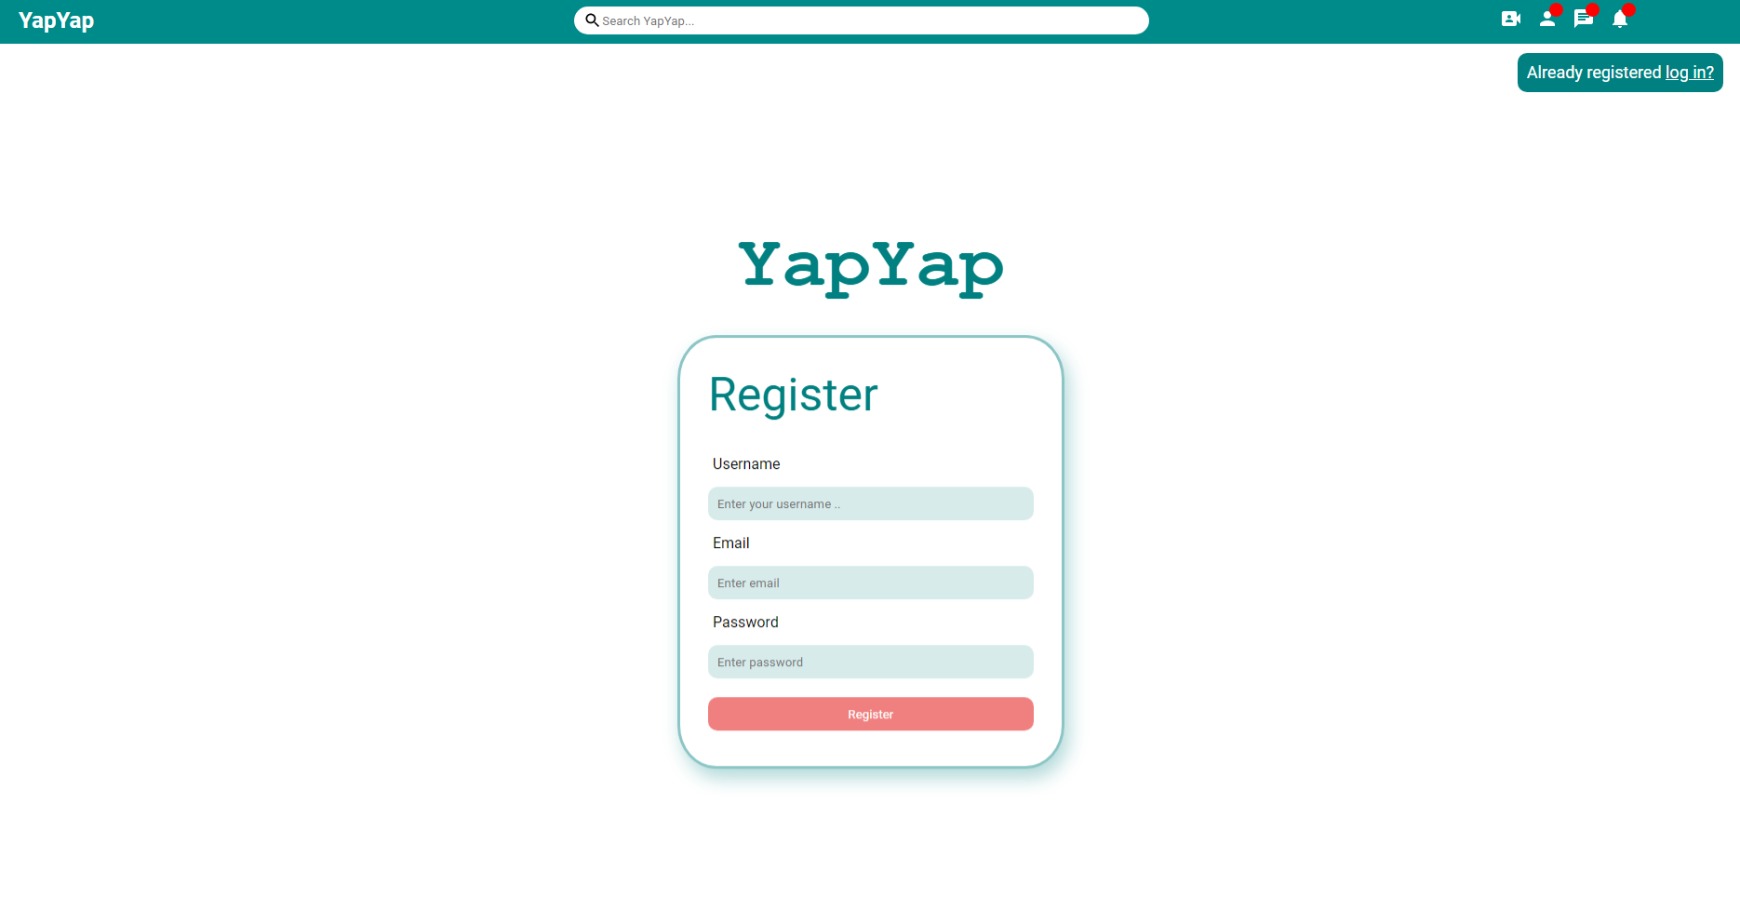 YapYap
Search YapYap...
Already registered log in?
YapYap
Register
Username
Enter your username ..
Email
Enter email
Password
Enter password
Register